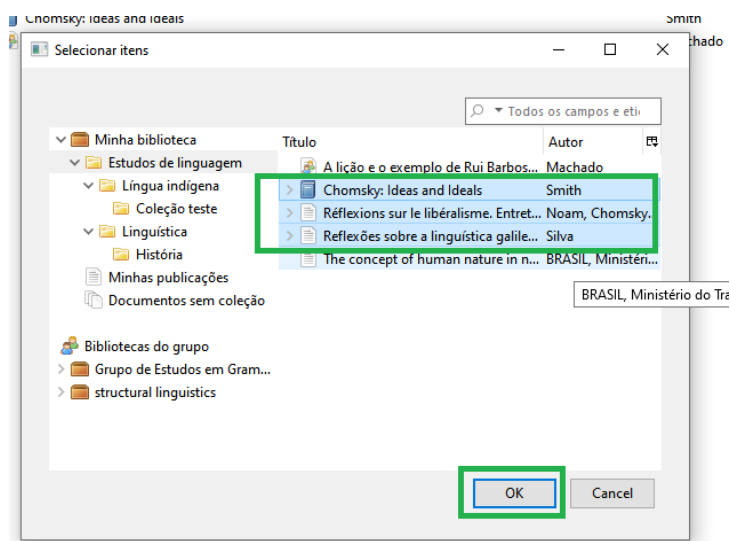 Chomsky: Ideas and Ideals Smith
Selecionar itens
chado
Todos os campos e eti
Minha biblioteca
Estudos de linguagem
Língua indígena
Coleção teste
Linguística
História
Minhas publicações
Documentos sem coleção
Bibliotecas do grupo
Grupo de Estudos em Gram...
structural linguistics
Título Autor
A lição e o exemplo de Rui Barbos... Machado
Chomsky: Ideas and Ideals Smith
Réflexions sur le libéralisme. Entret... Noam, Chomsky...
Reflexões sobre a linguística galile... Silva
The concept of human nature in n... BRASIL, Ministéri...
BRASIL, Ministério do Tra
OK Cancel